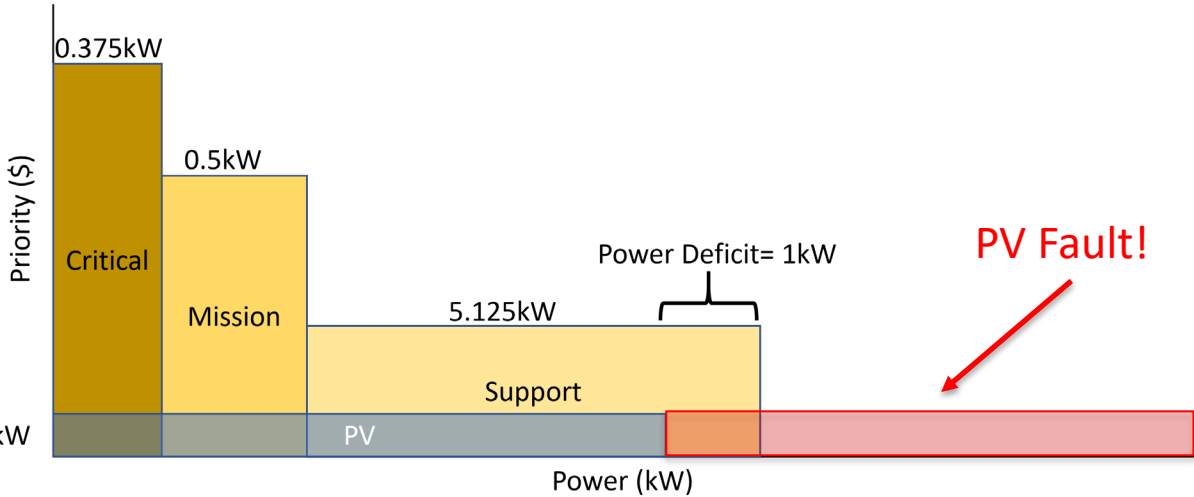 0.375kW
0.5kW
Priority ($)
Critical
Mission
Power Deficit= 1kW
PV Fault!
5.125kW
Support
kW
PV
Power (kW)